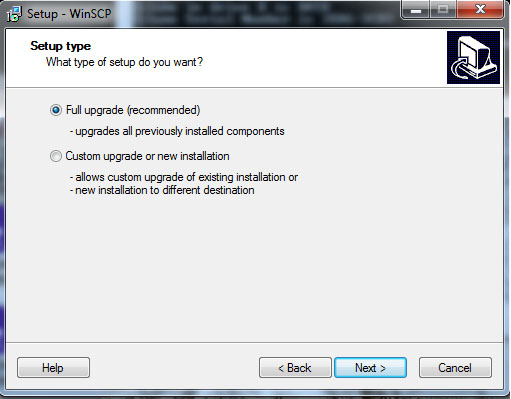 Setup - WinSCP
Setup type
What type of setup do you want?
Full upgrade (recommended)
- upgrades all previously installed components
Custom upgrade or new installation
- allows custom upgrade of existing installation or
- new installation to different destination
Help
< Back
Next >
Cancel